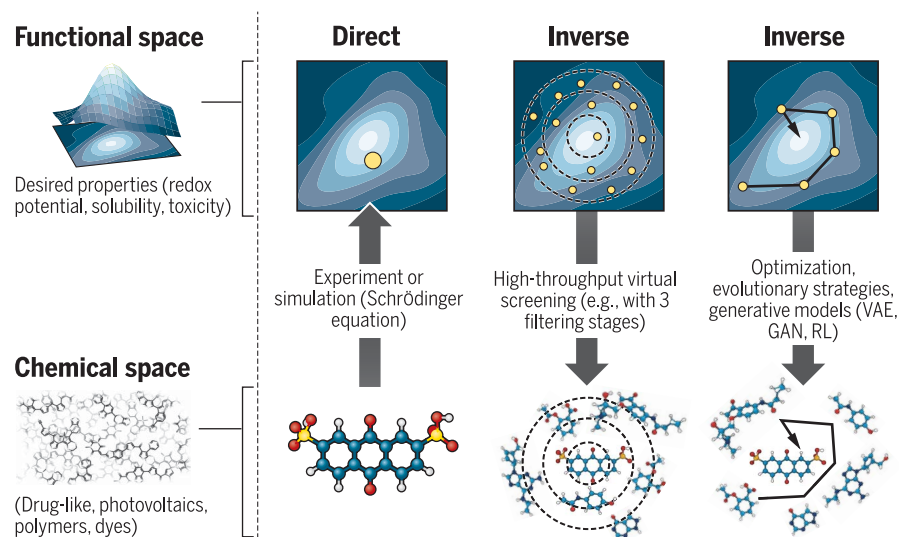 Functional space
Desired properties (redox
potential, solubility, toxicity)
Chemical space
(Drug-like, photovoltaics,
polymers, dyes)
Direct
Experiment or
simulation (Schrödinger
equation)
Inverse
High-throughput virtual
screening (e.g., with 3
filtering stages)
Inverse
Optimization,
evolutionary strategies,
generative models (VAE,
GAN, RL)